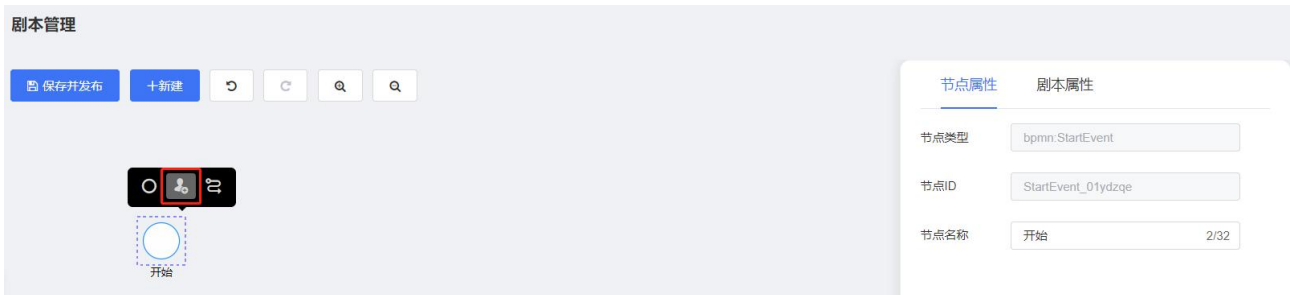 剧本管理
保存并发布 +新建
节点属性 剧本属性
节点类型 bpmn:StartEvent
节点ID StartEvent_01ydzqe
节点名称 开始 2/32
开始